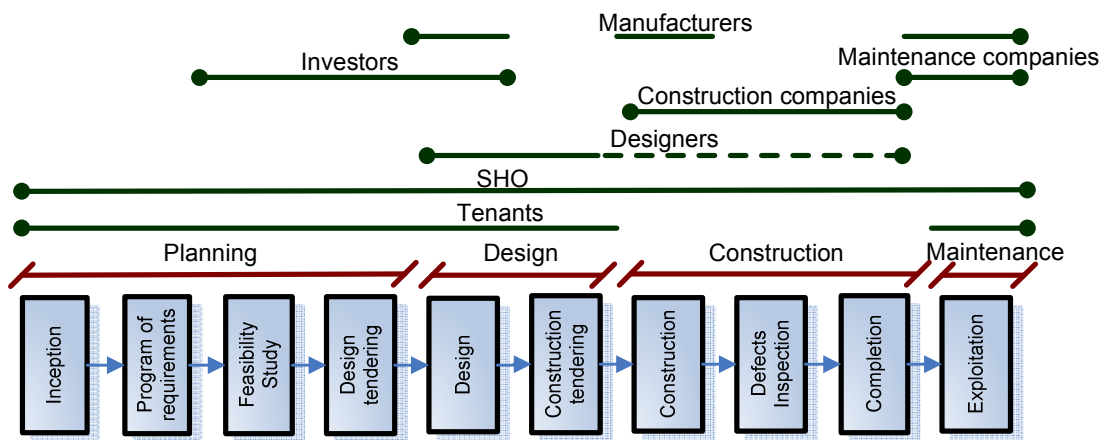 Manufacturers
Investors
Maintenance companies
Construction companies
Designers
SHO
Tenants
Planning
Design
Construction
Maintenance
Inception
Program of
requirements
Feasibility
Study
Design
tendering
Design
Construction
tendering
Construction
Defects
Inspection
Completion
Exploitation